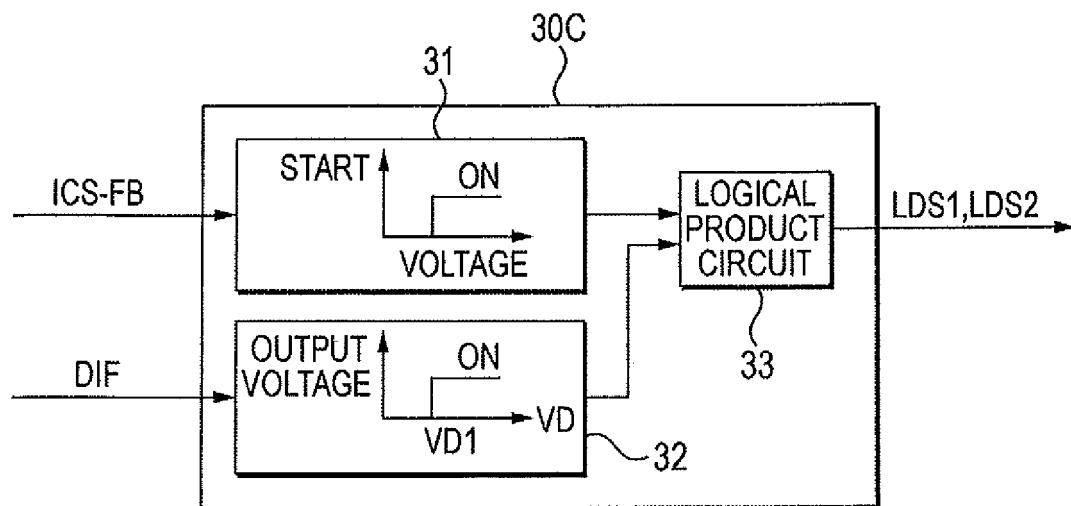 30C
31
ICS-FB
START
ON
VOLTAGE
LOGICAL
PRODUCT
CIRCUIT
LDS1,LDS2
33
DIF
OUTPUT
VOLTAGE
ON
VD1
VD
32